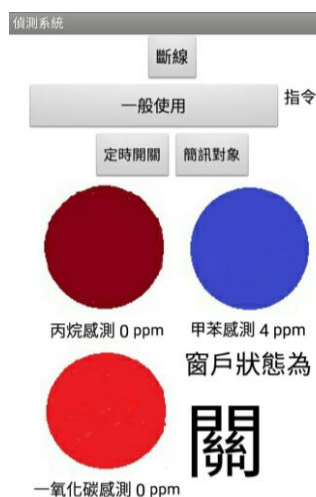 偵測系統
斷線
一般使用 指令
定時開關 簡訊對象
丙烷感測 0 ppm 甲苯感測 4 ppm
窗戶狀態為
關
一氧化碳感測 0 ppm